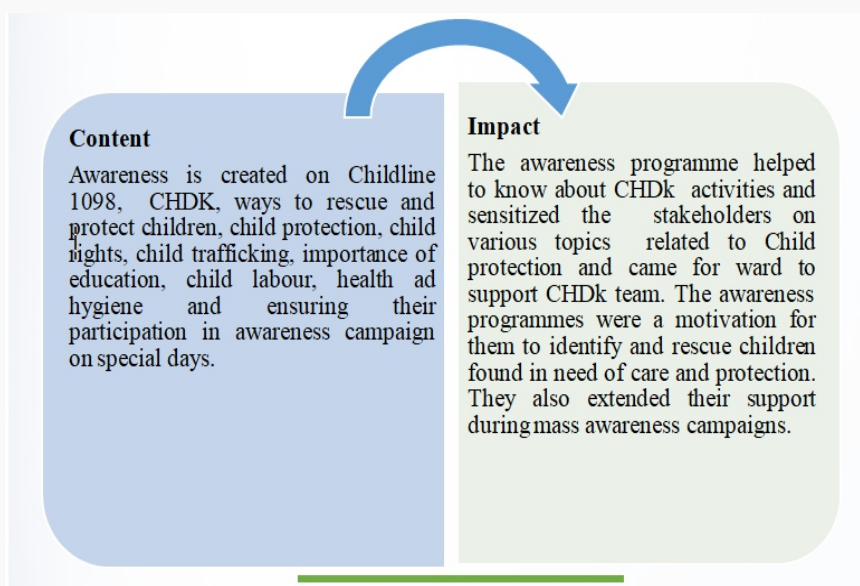 Content
Awareness is created on Childline
1098, CHDK, ways to rescue and
protect children, child protection, child
rights, child trafficking, importance of
education, child labour, health ad
hygiene and ensuring their
participation in awareness campaign
on special days.
Impact
The awareness programme helped
to know about CHDk activities and
sensitized the stakeholders on
various topics related to Child
protection and came for ward to
support CHDk team. The awareness
programmes were a motivation for
them to identify and rescue children
found in need of care and protection.
They also extended their support
during mass awareness campaigns.